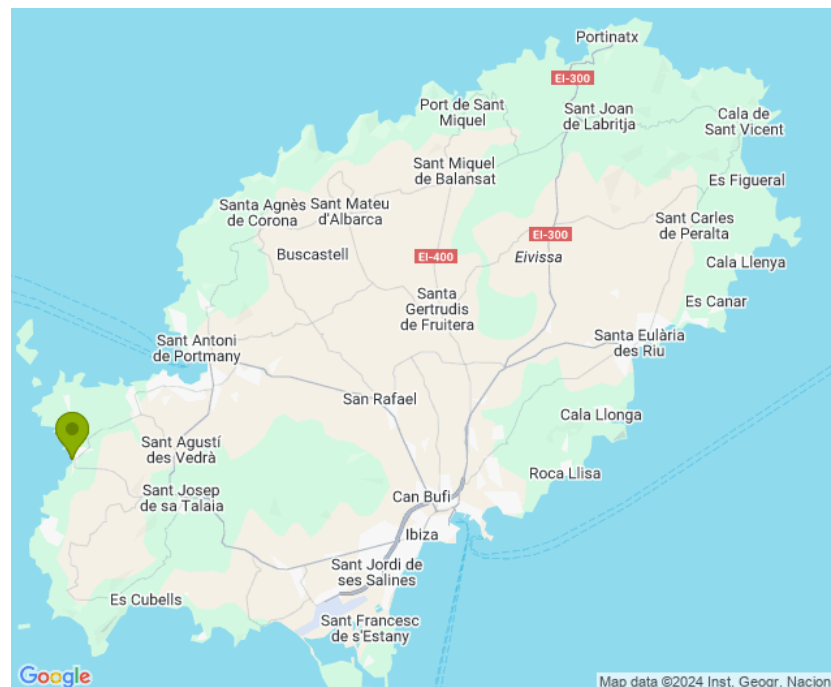 Portinatx
EI-300
Port de Sant
Miquel
Sant Joan
de Labritja
Cala de
Sant Vicent
Sant Miquel
de Balansat
Es Figueral
Santa Agnès
de Corona
Sant Mateu
d'Albarca
Sant Carles
de Peralta
EI-300
Buscastell
EI-400
Eivissa
Cala Llenya
Santa
Gertrudis
de Fruitera
Es Canar
Sant Antoni
de Portmany
Santa Eulària
des Riu
San Rafael
Cala Llonga
Sant Agustí
des Vedrà
Roca Llisa
Sant Josep
de sa Talaia
Can Bufi
Ibiza
Sant Jordi de
ses Salines
Es Cubells
Sant Francesc
de s'Estany
Google
Map data ©2024 Inst. Geogr. Nacion